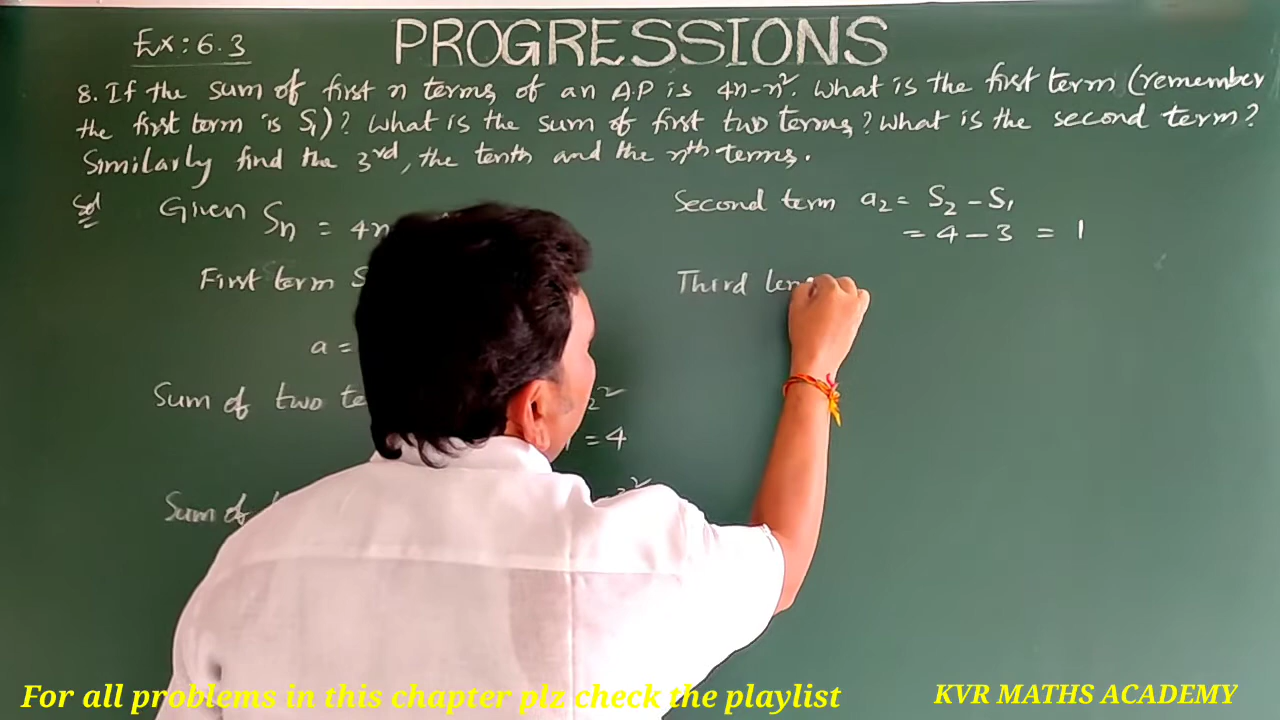 PROGRESSIONS
Ex: 6.3
8. If the sum of first n terms of an A.P is 4n-n². What is the first term (remember
the first term is S₁)? What is the sum of first two terms? What is the second term?
Similarly find the 3rd, the tenth and the nth terms.
Sol
Given Sn = 4n
First term S
a =
Sum of two te
2²
= 4
Sum of
2
Second term a₂ = S₂ - S₁
= 4 - 3 = 1
Third
For all problems in this chapter plz check the playlist
KVR MATHS ACADEMY